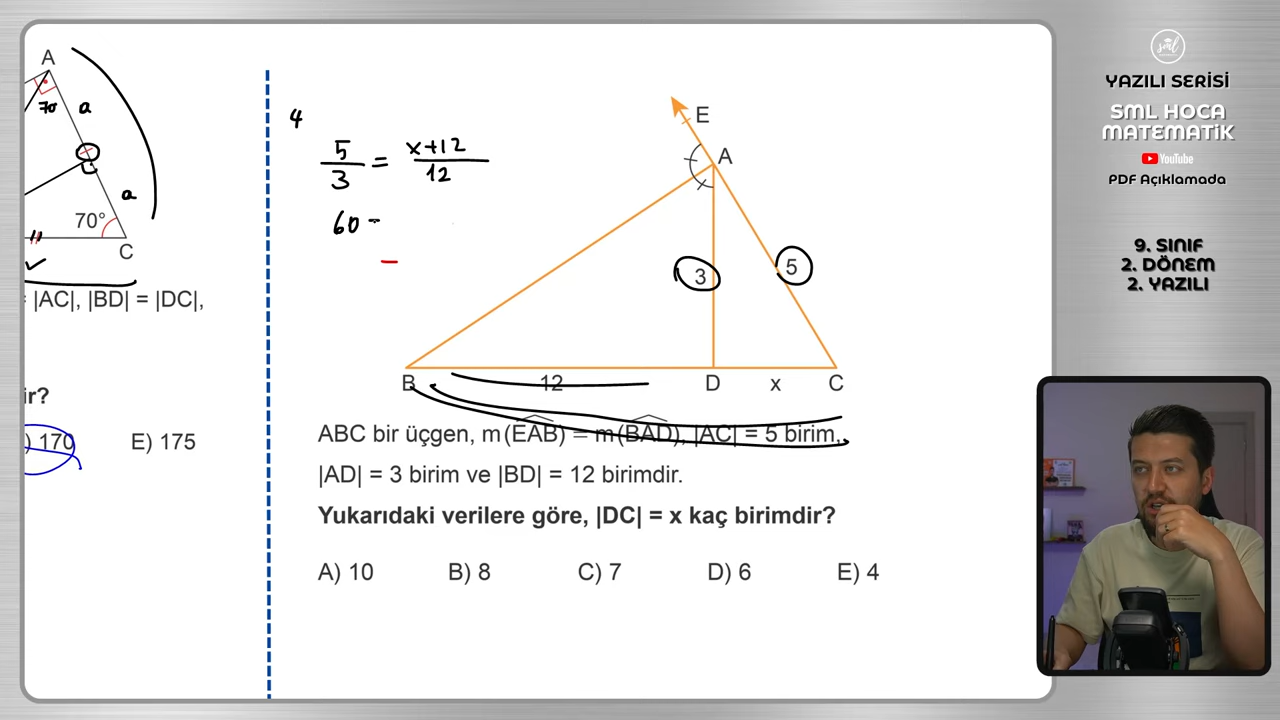 A
70
a
a
70°
C
= |AC|, |BD| = |DC|,
ir?
) 170
E) 175
4
5/3 = x+12/12
60 =
E
A
3
5
B
12
D
x
C
ABC bir üçgen, m(EAB) = m(BAD), |AC| = 5 birim,
|AD| = 3 birim ve |BD| = 12 birimdir.
Yukarıdaki verilere göre, |DC| = x kaç birimdir?
A) 10 B) 8 C) 7 D) 6 E) 4
sml
YAZILI SERİSİ
SML HOCA
MATEMATİK
YouTube
PDF Açıklamada
9. SINIF
2. DÖNEM
2. YAZILI